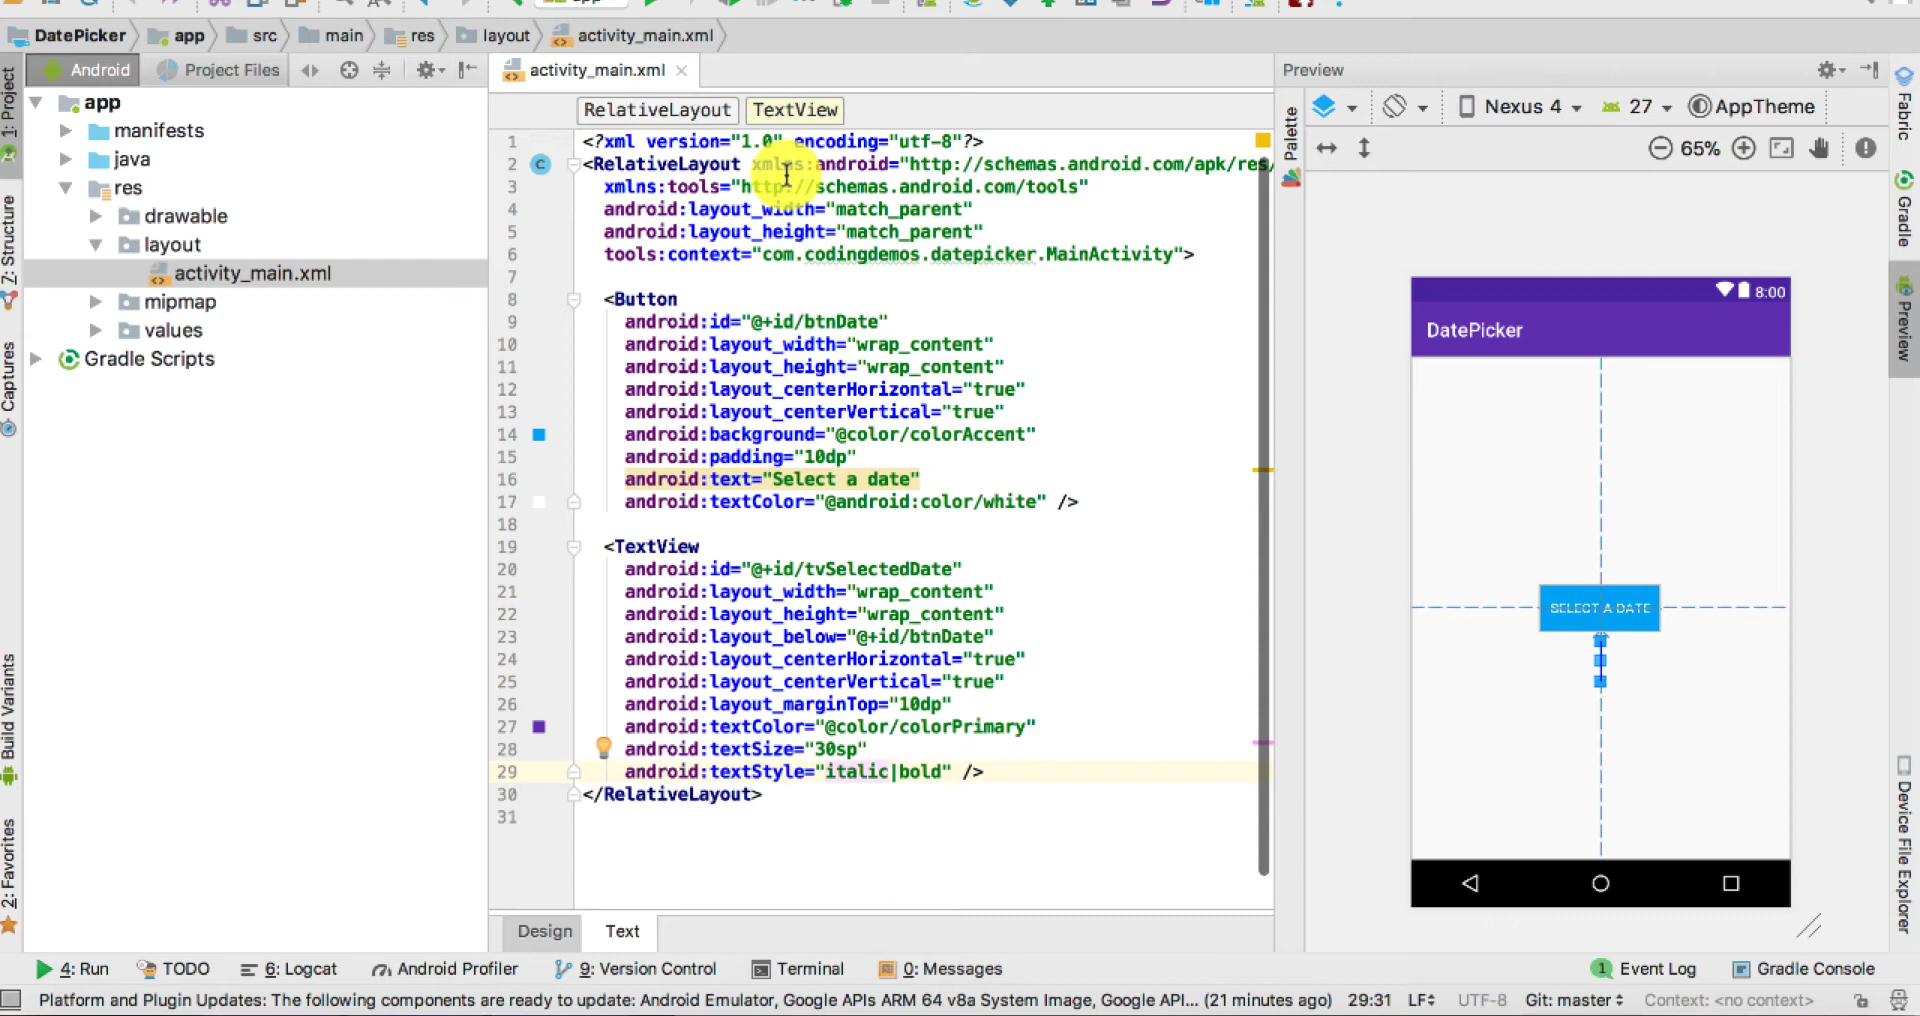 app
DatePicker app src main res layout activity_main.xml
Android Project Files
activity_main.xml
Preview
RelativeLayout TextView
Nexus 4 27 AppTheme
65%
app
manifests
java
res
drawable
layout
activity_main.xml
mipmap
values
Gradle Scripts
1 <?xml version="1.0" encoding="utf-8"?>
2 <RelativeLayout xmlns:android="http://schemas.android.com/apk/res/
3 xmlns:tools="http://schemas.android.com/tools"
4 android:layout_width="match_parent"
5 android:layout_height="match_parent"
6 tools:context="com.codingdemos.datepicker.MainActivity">
7
8 <Button
9 android:id="@+id/btnDate"
10 android:layout_width="wrap_content"
11 android:layout_height="wrap_content"
12 android:layout_centerHorizontal="true"
13 android:layout_centerVertical="true"
14 android:background="@color/colorAccent"
15 android:padding="10dp"
16 android:text="Select a date"
17 android:textColor="@android:color/white" />
18
19 <TextView
20 android:id="@+id/tvSelectedDate"
21 android:layout_width="wrap_content"
22 android:layout_height="wrap_content"
23 android:layout_below="@+id/btnDate"
24 android:layout_centerHorizontal="true"
25 android:layout_centerVertical="true"
26 android:layout_marginTop="10dp"
27 android:textColor="@color/colorPrimary"
28 android:textSize="30sp"
29 android:textStyle="italic|bold" />
30 </RelativeLayout>
31
C
8:00
DatePicker
SELECT A DATE
1: Project
7: Structure
Captures
Build Variants
2: Favorites
Palette
Fabric
Gradle
Preview
Device File Explorer
Design Text
4: Run TODO 6: Logcat Android Profiler 9: Version Control Terminal 0: Messages 1 Event Log Gradle Console
Platform and Plugin Updates: The following components are ready to update: Android Emulator, Google APIs ARM 64 v8a System Image, Google API... (21 minutes ago) 29:31 LF UTF-8 Git: master Context: <no context>